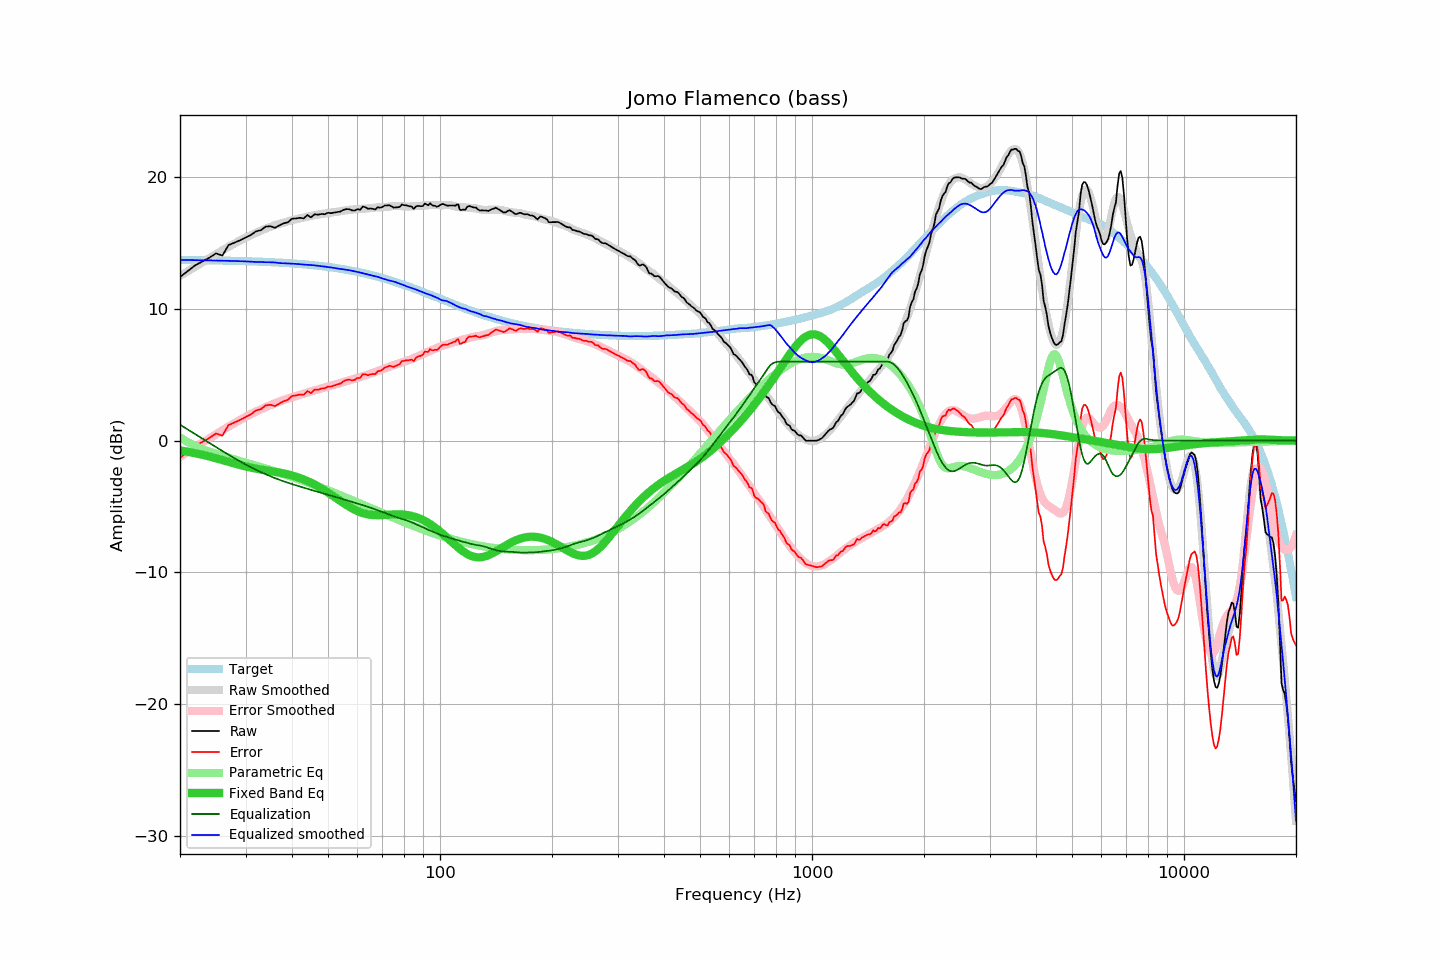 Jomo Flamenco (bass)
20
10
0
−10
−20
−30
Amplitude (dBr)
Target
Raw Smoothed
Error Smoothed
Raw
Error
Parametric Eq
Fixed Band Eq
Equalization
Equalized smoothed
100 1000 10000
Frequency (Hz)